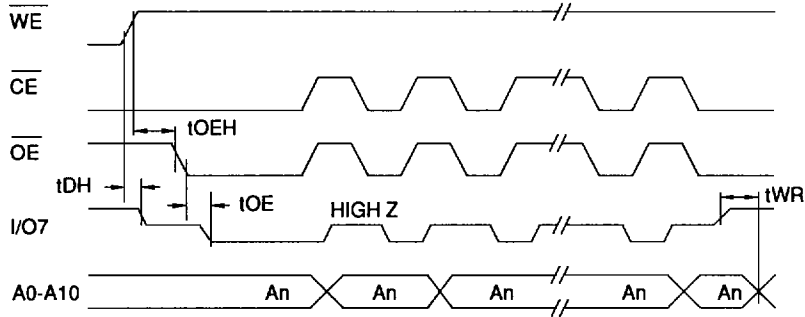 WE
CE
tOEH
OE
tDH
tOE
tWR
HIGH Z
I/O7
A0-A10 An An An An An